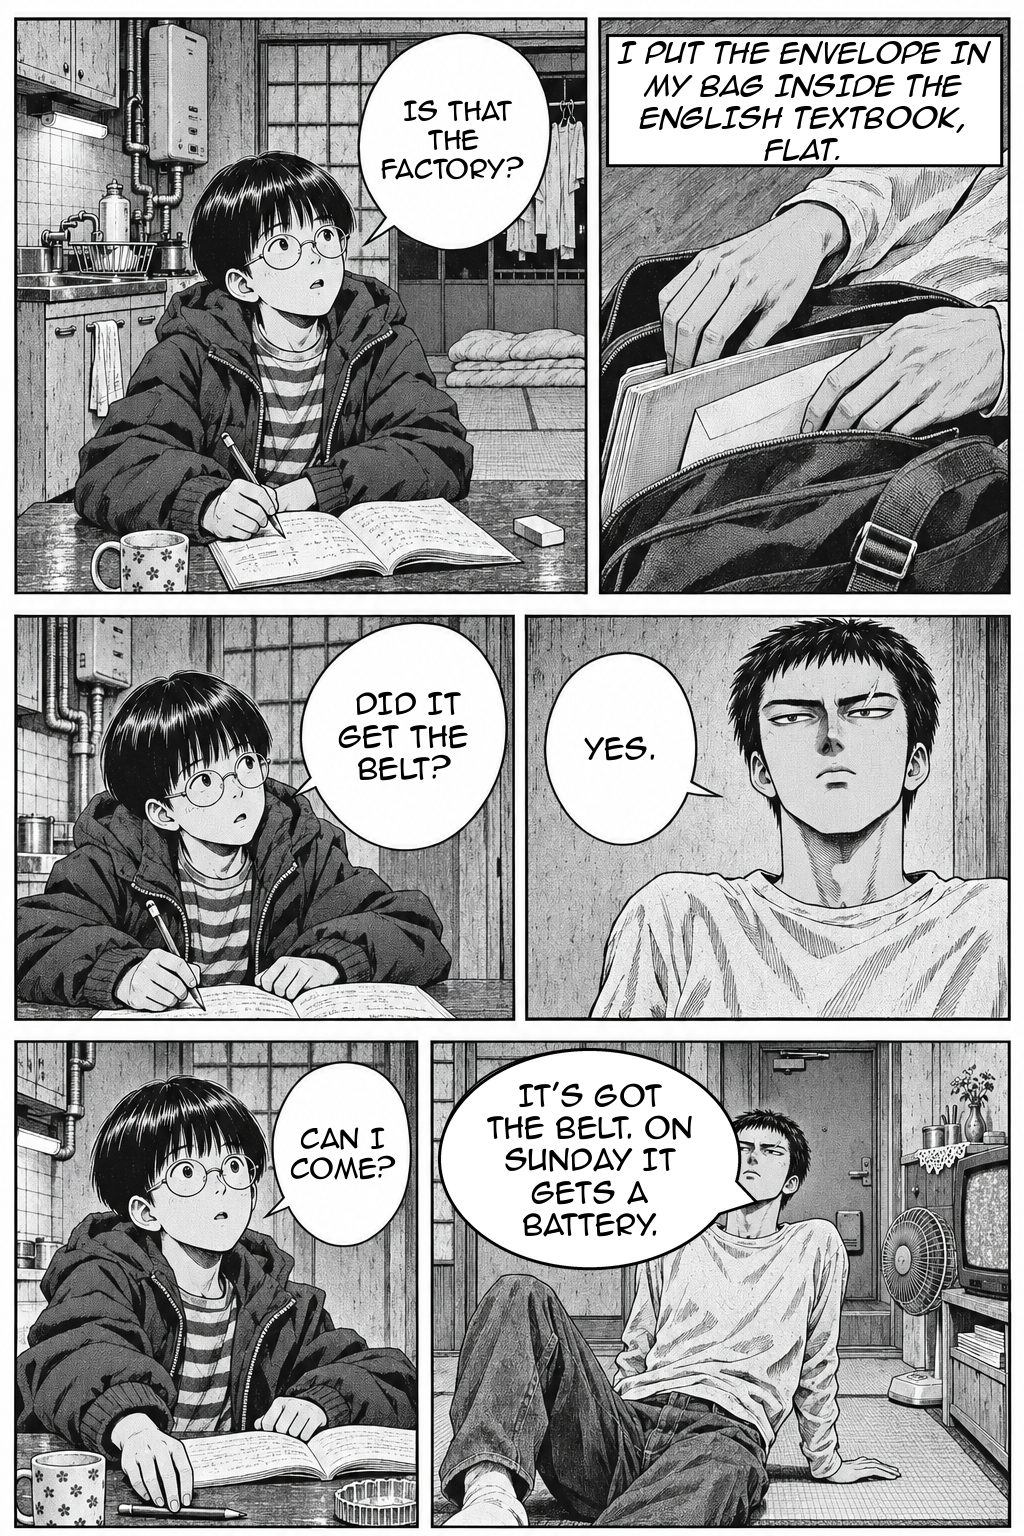 IS THAT
THE
FACTORY?
I PUT THE ENVELOPE IN
MY BAG INSIDE THE
ENGLISH TEXTBOOK,
FLAT.
DID IT
GET THE
BELT?
YES.
CAN I
COME?
IT'S GOT
THE BELT. ON
SUNDAY IT
GETS A
BATTERY.